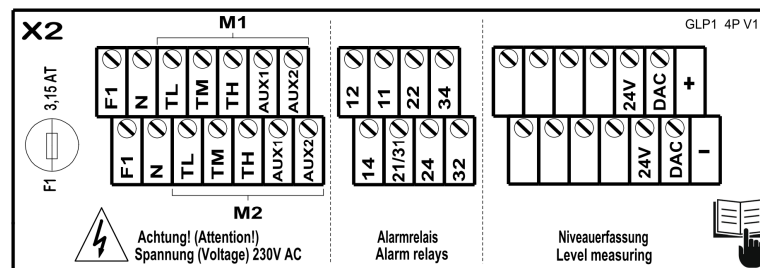 X2
M1
GLP1 4P V1
F1 3,15 AT
F1 N TL TM TH AUX1 AUX2
12 11 22 34
24V DAC +
F1 N TL TM TH AUX1 AUX2
14 21/31 24 32
24V DAC -
M2
Achtung! (Attention!)
Spannung (Voltage) 230V AC
Alarmrelais
Alarm relays
Niveauerfassung
Level measuring